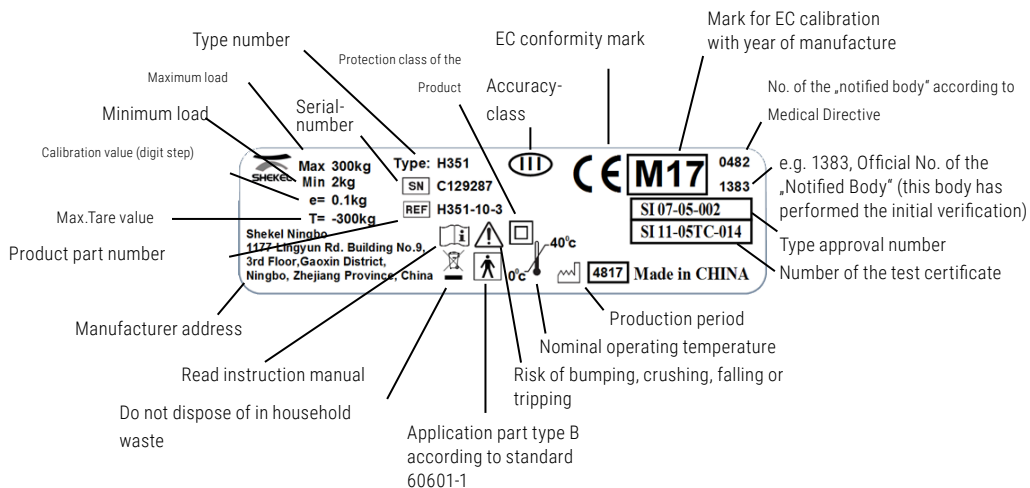 Type number
Protection class of the
Product
EC conformity mark
Mark for EC calibration
with year of manufacture
Maximum load
Minimum load
Serial-
number
Accuracy-
class
No. of the „notified body" according to
Medical Directive
Calibration value (digit step)
e.g. 1383, Official No. of the
„Notified Body" (this body has
performed the initial verification)
Max.Tare value
Product part number
Type approval number
Number of the test certificate
SHEKEL
Max 300kg
Min 2kg
e= 0.1kg
T= -300kg
Type: H351
SN C129287
REF H351-10-3
III
CE M17 0482
1383
SI 07-05-002
SI 11-05TC-014
Shekel Ningbo
1177 Lingyun Rd. Building No.9,
3rd Floor,Gaoxin District,
Ningbo, Zhejiang Province, China
i
40°c
0°c
4817 Made in CHINA
Manufacturer address
Production period
Nominal operating temperature
Read instruction manual
Risk of bumping, crushing, falling or
tripping
Do not dispose of in household
waste
Application part type B
according to standard
60601-1